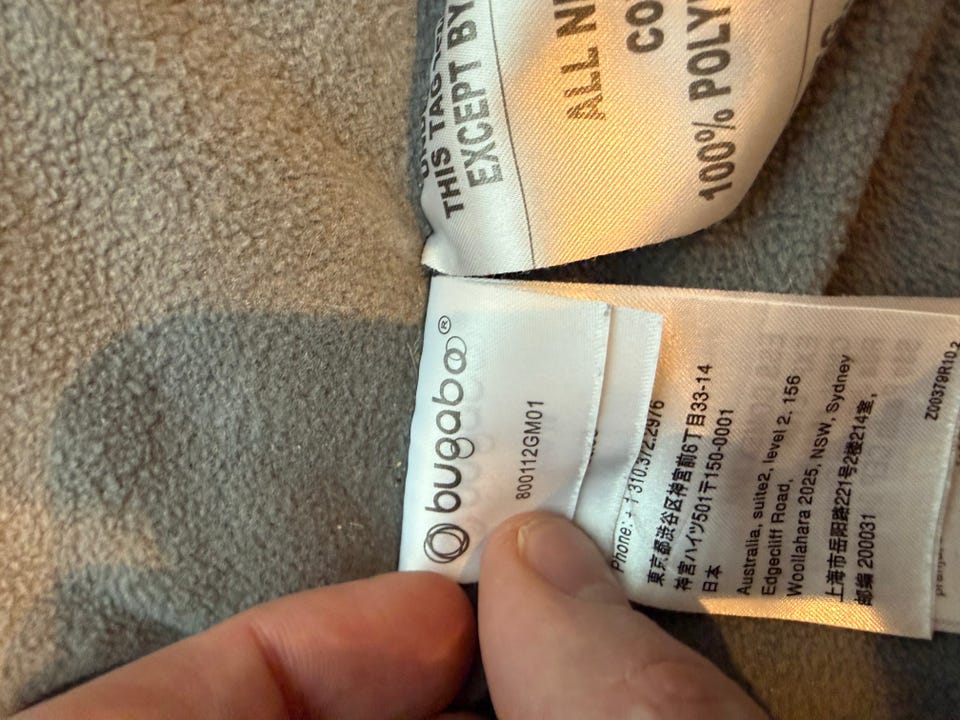 THIS TAG
EXCEPT BY
ALL
CO
100% POLY
bugaboo®
800112GM01
Phone: + 1 310.372.2976
東京都渋谷区神宮前6丁目33-14
神宮ハイツ501〒150-0001
日本
Australia, suite2, level 2, 156
Edgecliff Road,
Woollahara 2025, NSW, Sydney
上海市岳阳路221号2楼214室,
邮编 200031
Z00379R10.2